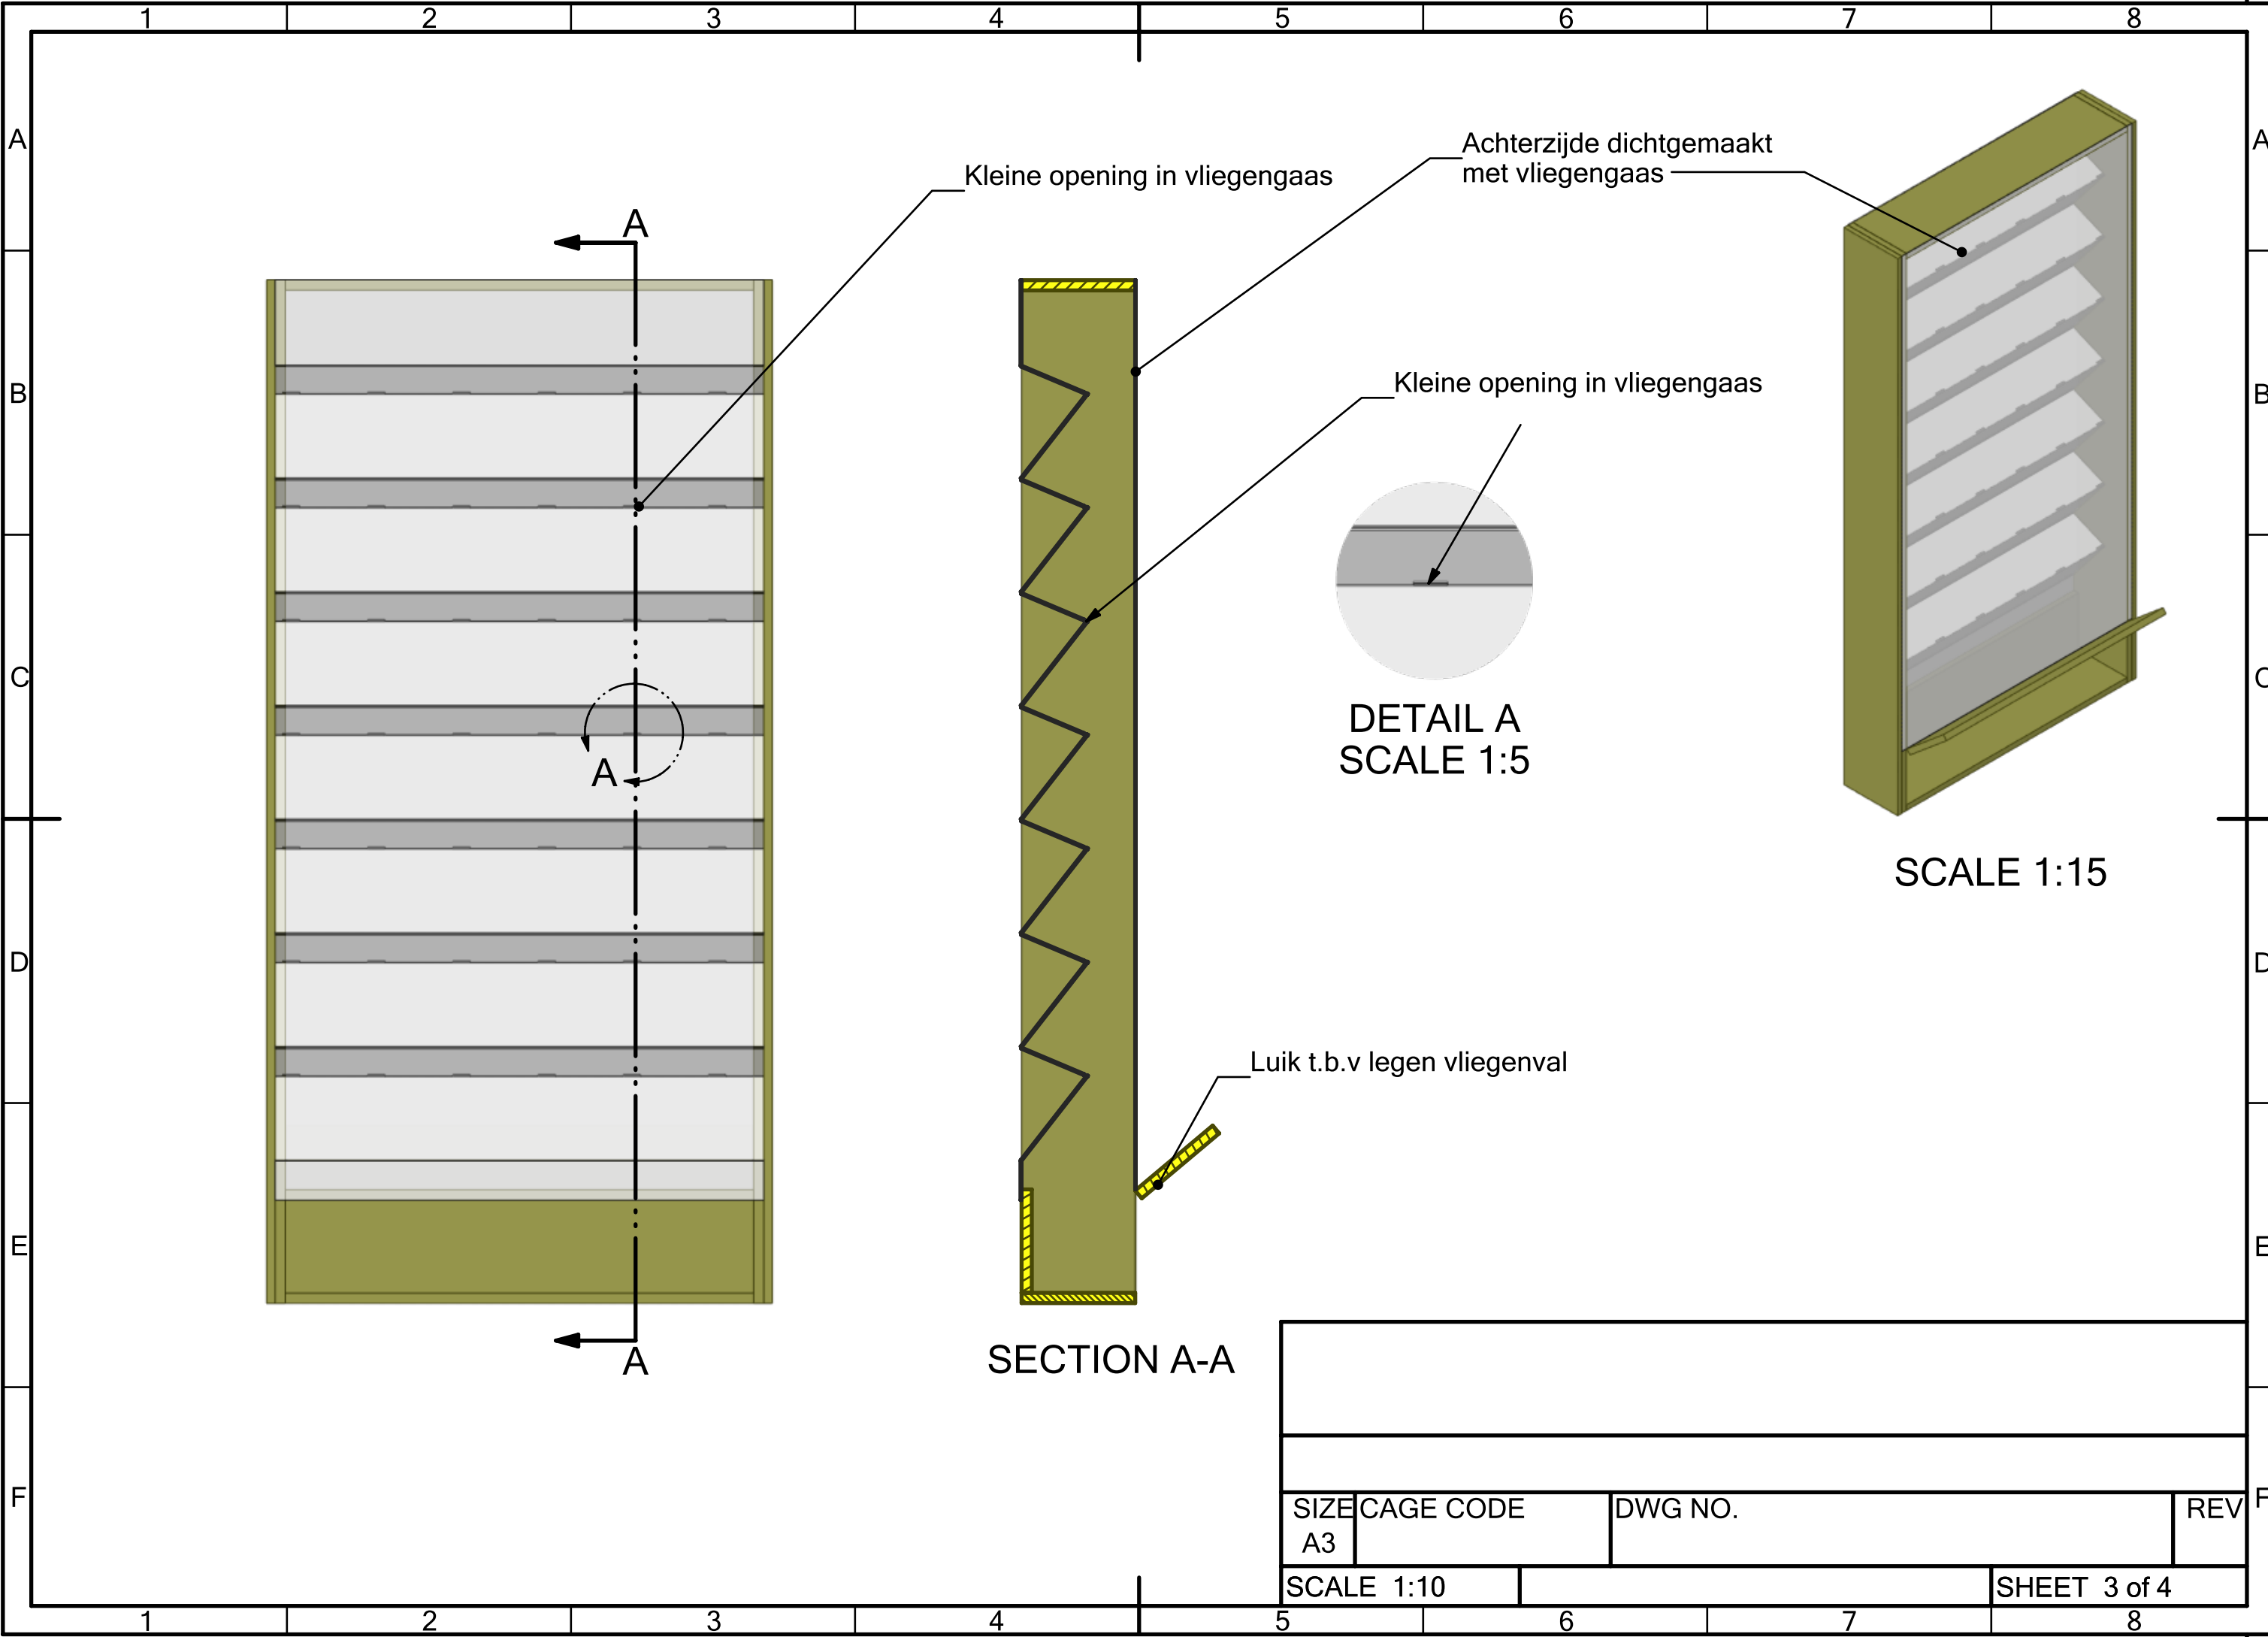 1 2 3 4 5 6 7 8
A A
B B
C C
D D
E E
F F
A
A
A
Kleine opening in vliegengaas
Achterzijde dichtgemaakt
met vliegengaas
Kleine opening in vliegengaas
DETAIL A
SCALE 1:5
SCALE 1:15
Luik t.b.v legen vliegenval
SECTION A-A
SIZE CAGE CODE DWG NO. REV
A3
SCALE 1:10 SHEET 3 of 4
1 2 3 4 5 6 7 8